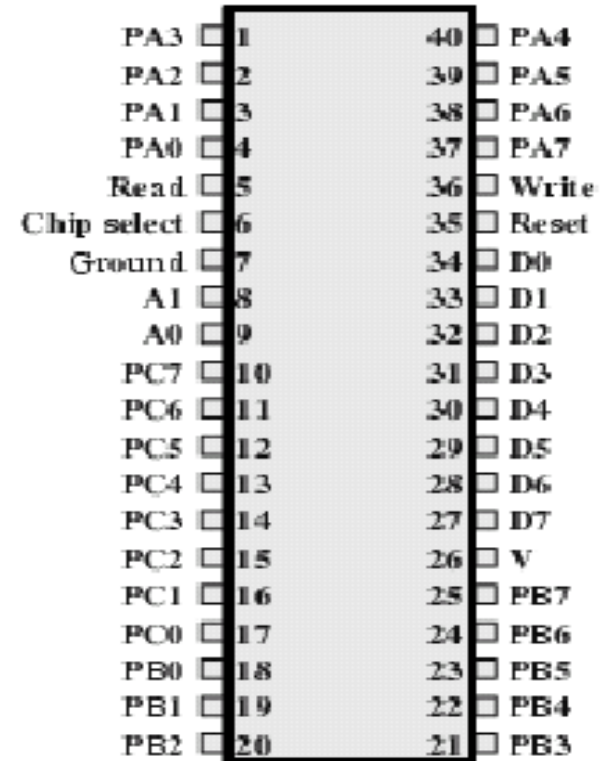 PA3 1 40 PA4
PA2 2 39 PA5
PA1 3 38 PA6
PA0 4 37 PA7
Read 5 36 Write
Chip select 6 35 Reset
Ground 7 34 D0
A1 8 33 D1
A0 9 32 D2
PC7 10 31 D3
PC6 11 30 D4
PC5 12 29 D5
PC4 13 28 D6
PC3 14 27 D7
PC2 15 26 V
PC1 16 25 PB7
PC0 17 24 PB6
PB0 18 23 PB5
PB1 19 22 PB4
PB2 20 21 PB3